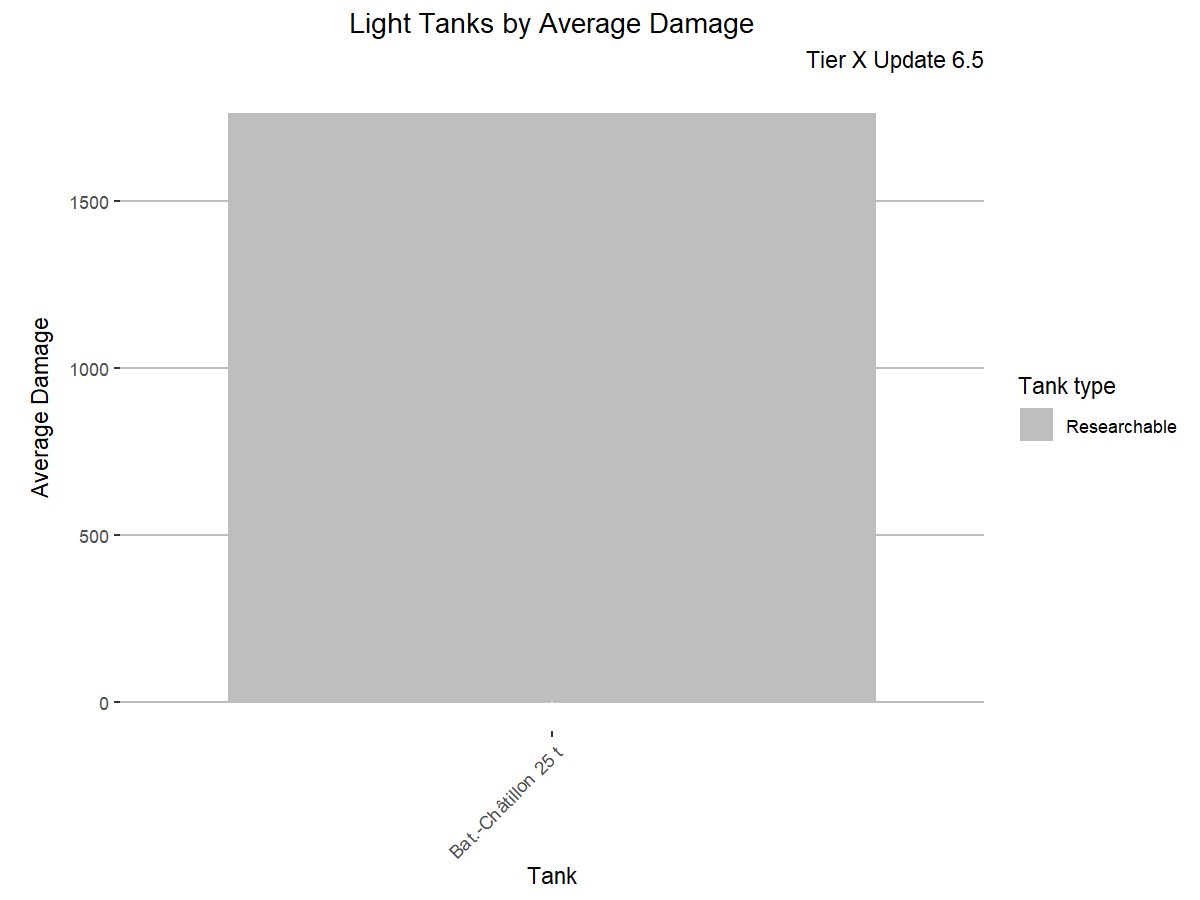 Light Tanks by Average Damage
Tier X Update 6.5
Average Damage
1500
1000
500
0
Bat.-Châtillon 25 t
Tank
Tank type
Researchable